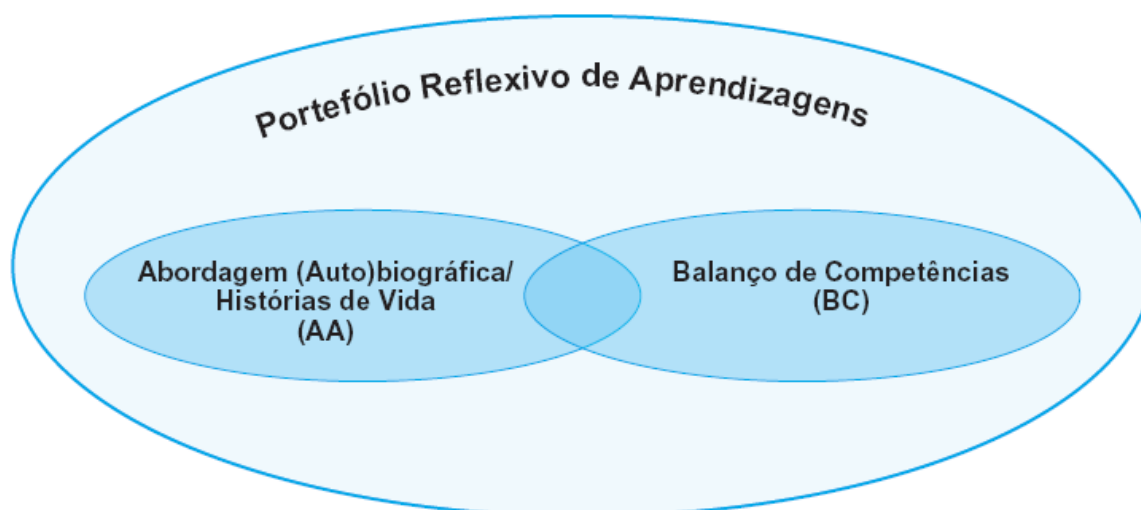 Portefólio Reflexivo de Aprendizagens
Abordagem (Auto)biográfica/
Histórias de Vida
(AA)
Balanço de Competências
(BC)